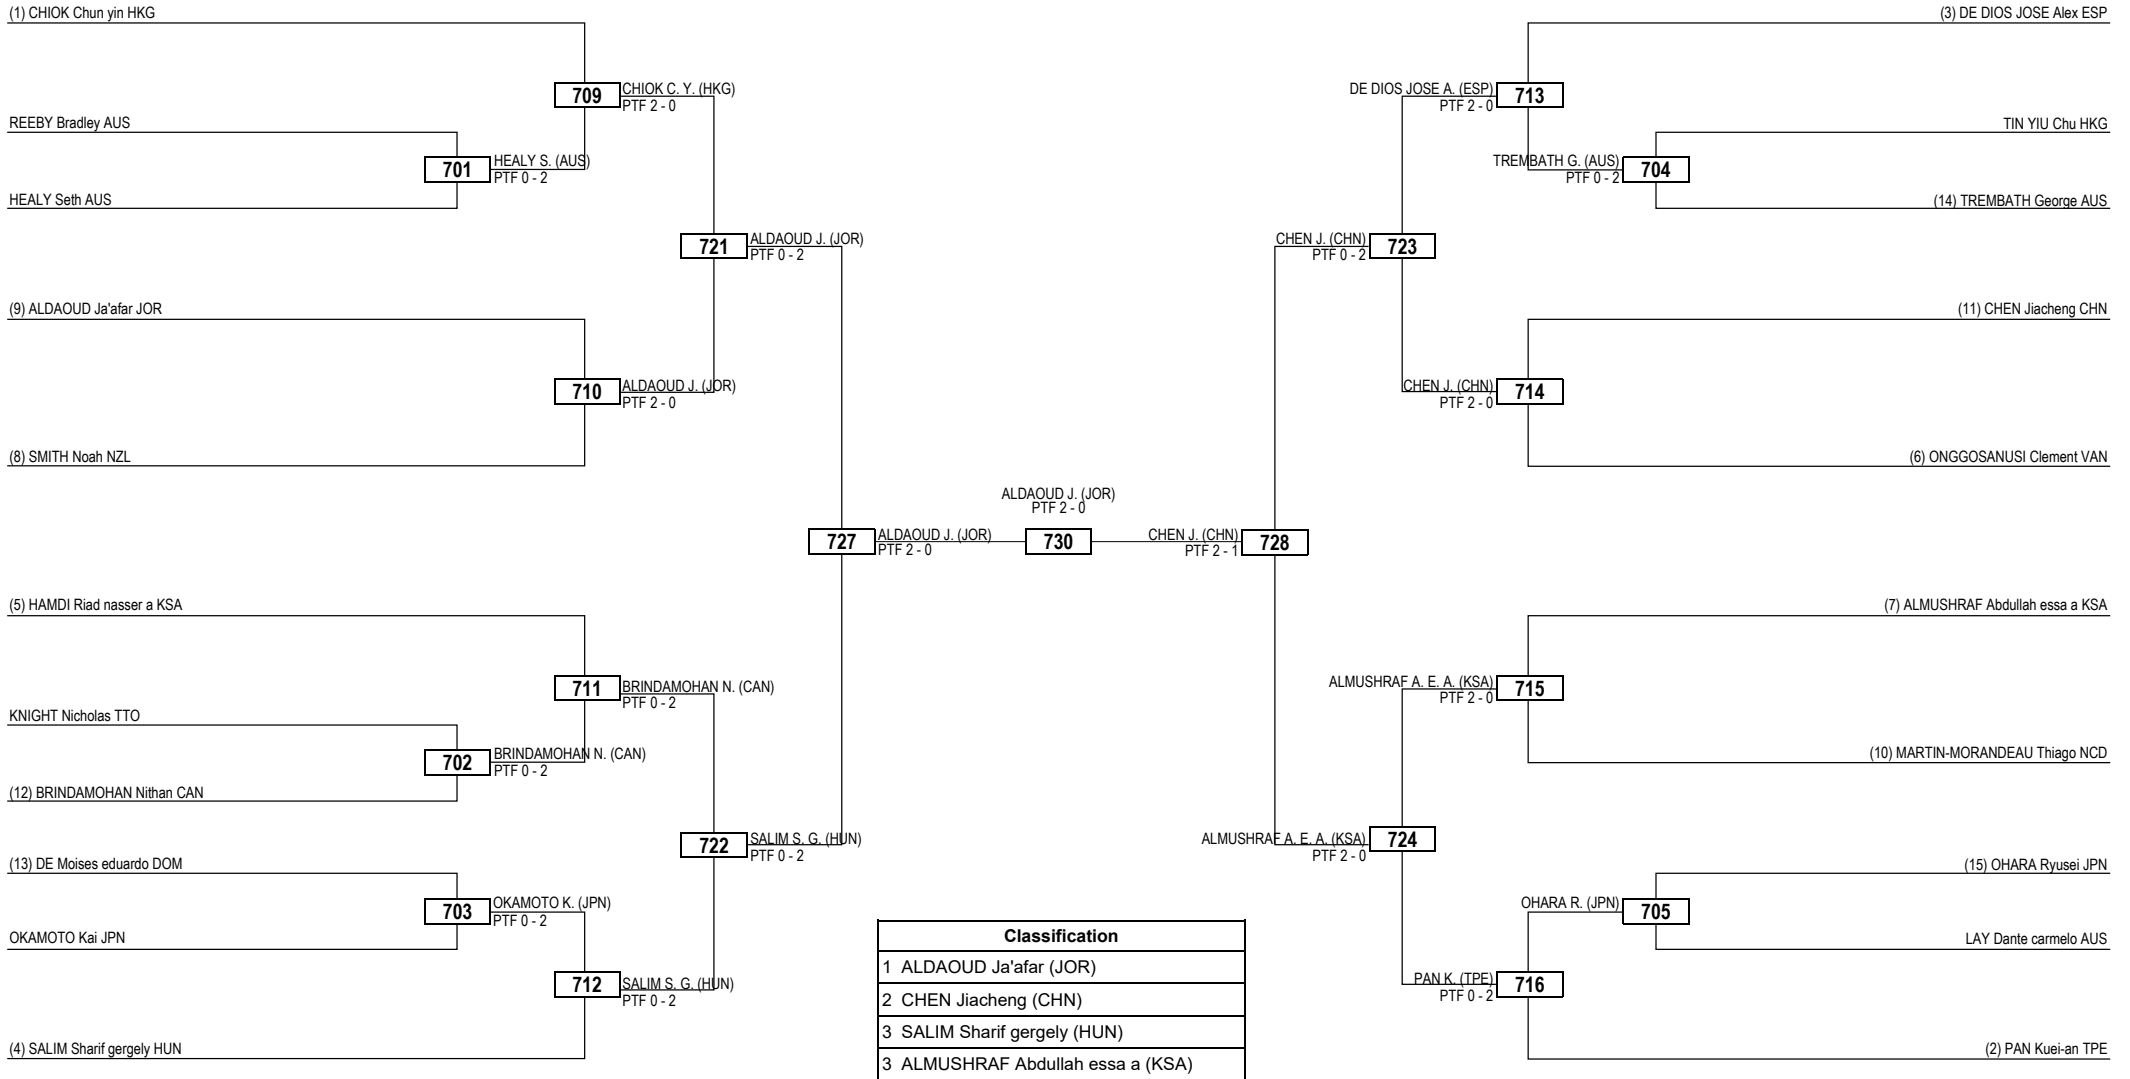 (1) CHIOK Chun yin HKG
(3) DE DIOS JOSE Alex ESP
709
CHIOK C. Y. (HKG)
PTF 2 - 0
DE DIOS JOSE A. (ESP)
PTF 2 - 0
713
REEBY Bradley AUS
TIN YIU Chu HKG
701
HEALY S. (AUS)
PTF 0 - 2
TREMBATH G. (AUS)
PTF 0 - 2
704
HEALY Seth AUS
(14) TREMBATH George AUS
721
ALDAOUD J. (JOR)
PTF 0 - 2
CHEN J. (CHN)
PTF 0 - 2
723
(9) ALDAOUD Ja'afar JOR
(11) CHEN Jiacheng CHN
710
ALDAOUD J. (JOR)
PTF 2 - 0
CHEN J. (CHN)
PTF 2 - 0
714
(8) SMITH Noah NZL
(6) ONGGOSANUSI Clement VAN
ALDAOUD J. (JOR)
PTF 2 - 0
727
ALDAOUD J. (JOR)
PTF 2 - 0
730
CHEN J. (CHN)
PTF 2 - 1
728
(5) HAMDI Riad nasser a KSA
(7) ALMUSHRAF Abdullah essa a KSA
711
BRINDAMOHAN N. (CAN)
PTF 0 - 2
ALMUSHRAF A. E. A. (KSA)
PTF 2 - 0
715
KNIGHT Nicholas TTO
702
BRINDAMOHAN N. (CAN)
PTF 0 - 2
(10) MARTIN-MORANDEAU Thiago NCD
(12) BRINDAMOHAN Nithan CAN
722
SALIM S. G. (HUN)
PTF 0 - 2
ALMUSHRAF A. E. A. (KSA)
PTF 2 - 0
724
(13) DE Moises eduardo DOM
(15) OHARA Ryusei JPN
703
OKAMOTO K. (JPN)
PTF 0 - 2
OHARA R. (JPN)
705
OKAMOTO Kai JPN
LAY Dante carmelo AUS
712
SALIM S. G. (HUN)
PTF 0 - 2
PAN K. (TPE)
PTF 0 - 2
716
(4) SALIM Sharif gergely HUN
(2) PAN Kuei-an TPE
Classification
1 ALDAOUD Ja'afar (JOR)
2 CHEN Jiacheng (CHN)
3 SALIM Sharif gergely (HUN)
3 ALMUSHRAF Abdullah essa a (KSA)